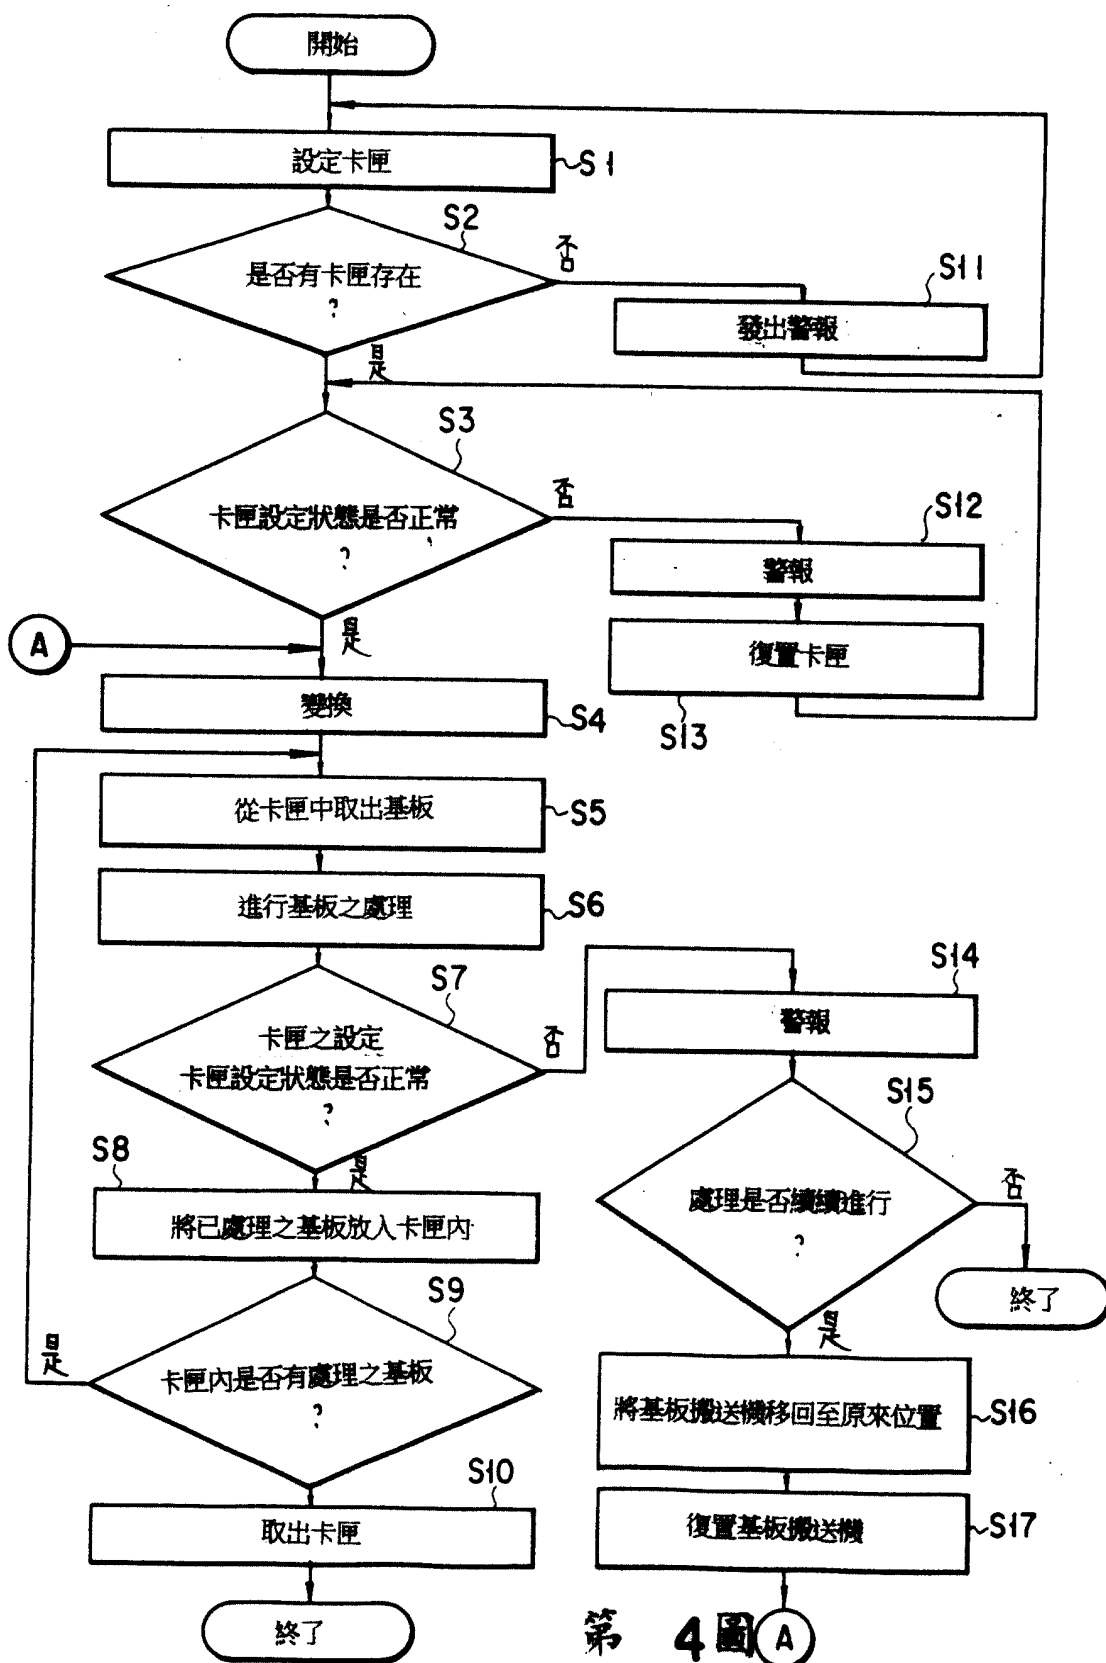 開始
設定卡匣
S1
S2
是否有卡匣存在
?
否
S11
發出警報
是
S3
卡匣設定狀態是否正常
?
否
S12
警報
復置卡匣
S13
A
是
變換
S4
從卡匣中取出基板
S5
進行基板之處理
S6
S7
卡匣之設定
卡匣設定狀態是否正常
?
否
S14
警報
S15
處理是否續續進行
?
否
終了
是
S8
是
將已處理之基板放入卡匣內
S9
卡匣內是否有處理之基板
?
是
將基板搬送機移回至原來位置
S16
S10
取出卡匣
復置基板搬送機
S17
終了
A
第 4圖